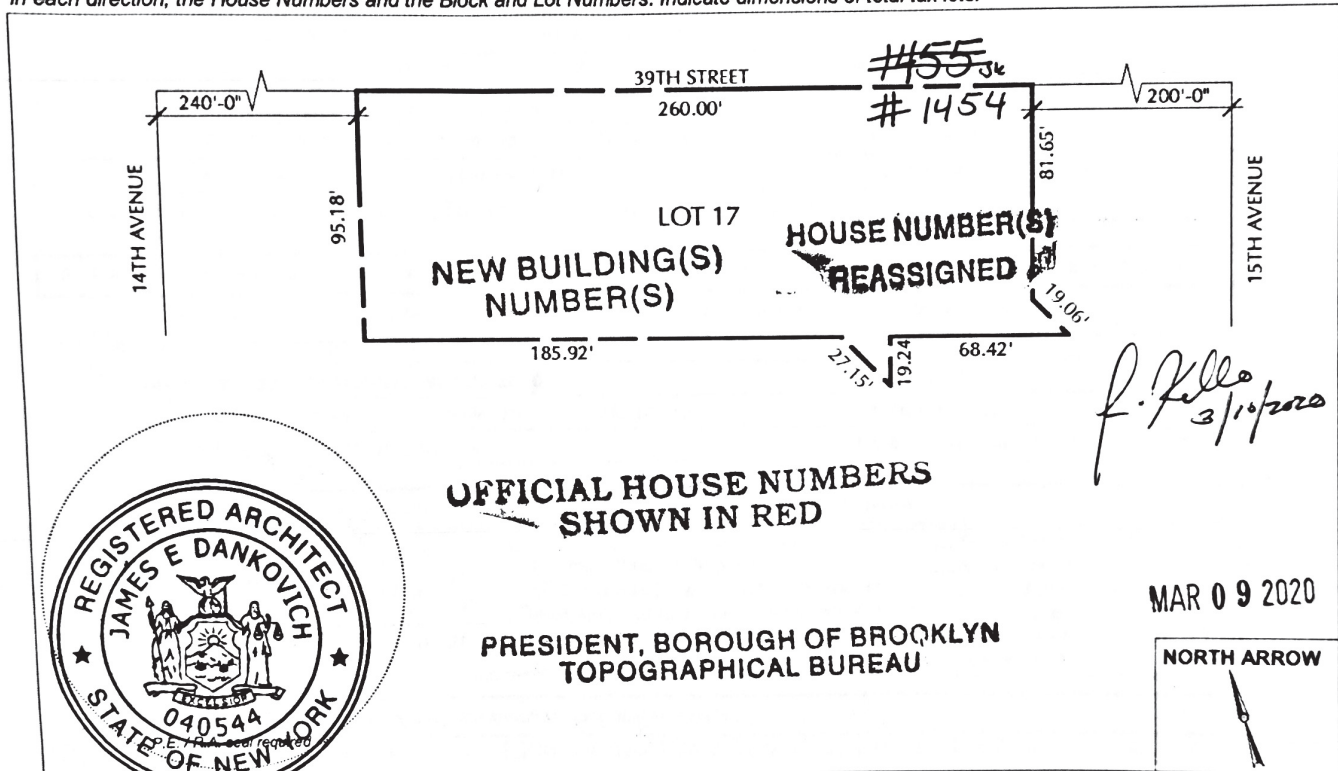 in each direction, the House Numbers and the Block and Lot Numbers. Indicate dimensions of total tax lots.
#1455 JK
39TH STREET
240'-0"
260.00'
# 1454
200'-0"
14TH AVENUE
95.18'
81.65'
15TH AVENUE
LOT 17
HOUSE NUMBER(S)
REASSIGNED
NEW BUILDING(S)
NUMBER(S)
19.06'
185.92'
27.15'
19.24
68.42'
3/10/2020
OFFICIAL HOUSE NUMBERS
SHOWN IN RED
REGISTERED ARCHITECT
JAMES E DANKOVICH
EXCELSIOR
040544
P.E. / R.A. seal required
STATE OF NEW YORK
PRESIDENT, BOROUGH OF BROOKLYN
TOPOGRAPHICAL BUREAU
MAR 09 2020
NORTH ARROW